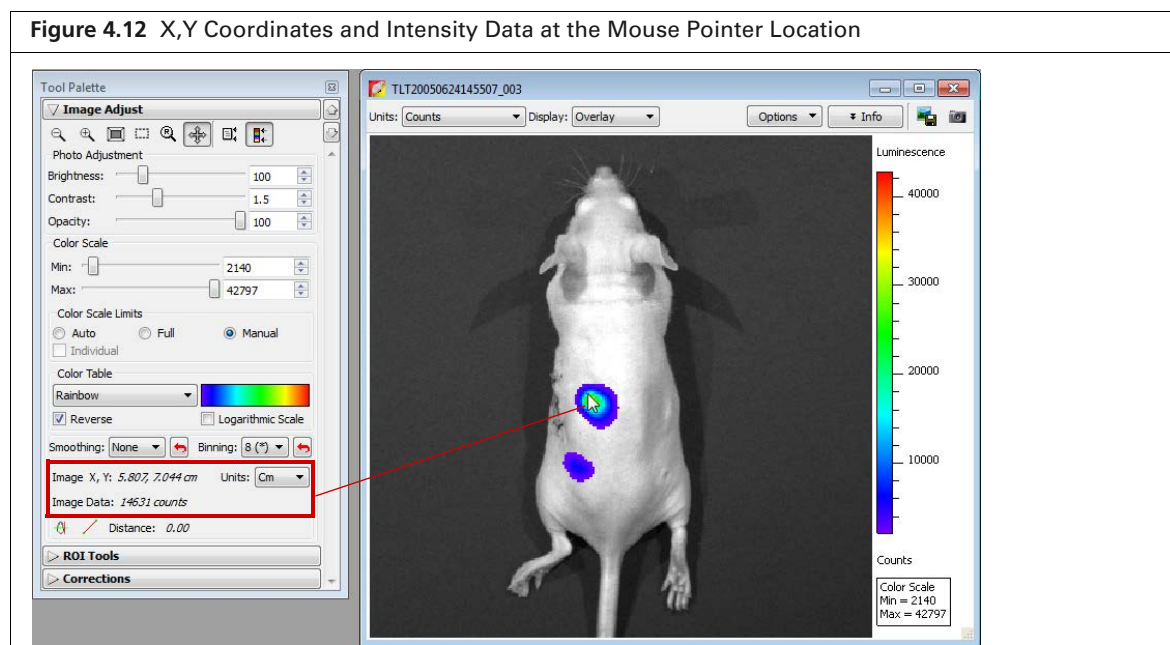 Figure 4.12 X,Y Coordinates and Intensity Data at the Mouse Pointer Location
Tool Palette
Image Adjust
Photo Adjustment
Brightness: 100
Contrast: 1.5
Opacity: 100
Color Scale
Min: 2140
Max: 42797
Color Scale Limits
Auto Full Manual
Individual
Color Table
Rainbow
Reverse Logarithmic Scale
Smoothing: None Binning: 8 (*)
Image X, Y: 5.807, 7.044 cm Units: Cm
Image Data: 14631 counts
Distance: 0.00
ROI Tools
Corrections
TLT20050624145507_003
Units: Counts Display: Overlay Options Info
Luminescence
40000
30000
20000
10000
Counts
Color Scale
Min = 2140
Max = 42797